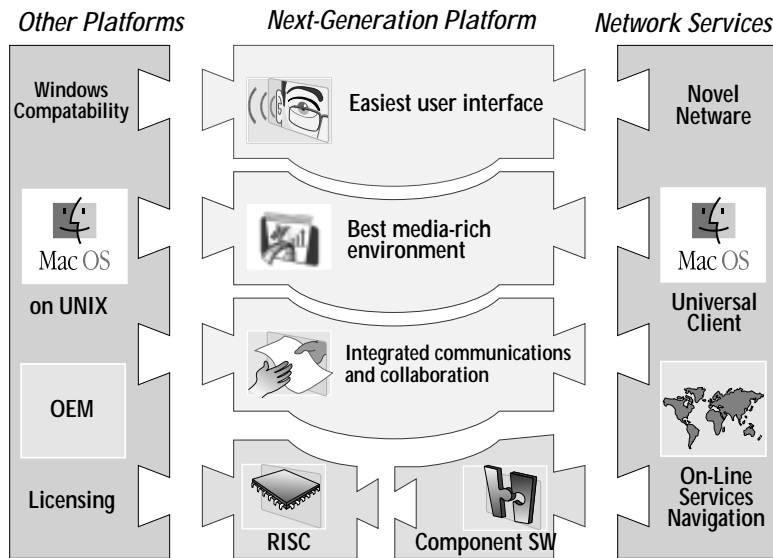 Other Platforms
Next-Generation Platform
Network Services
Windows
Compatability
Mac OS
on UNIX
OEM
Licensing
Easiest user interface
Best media-rich
environment
Integrated communications
and collaboration
RISC
Component SW
Novel
Netware
Mac OS
Universal
Client
On-Line
Services
Navigation